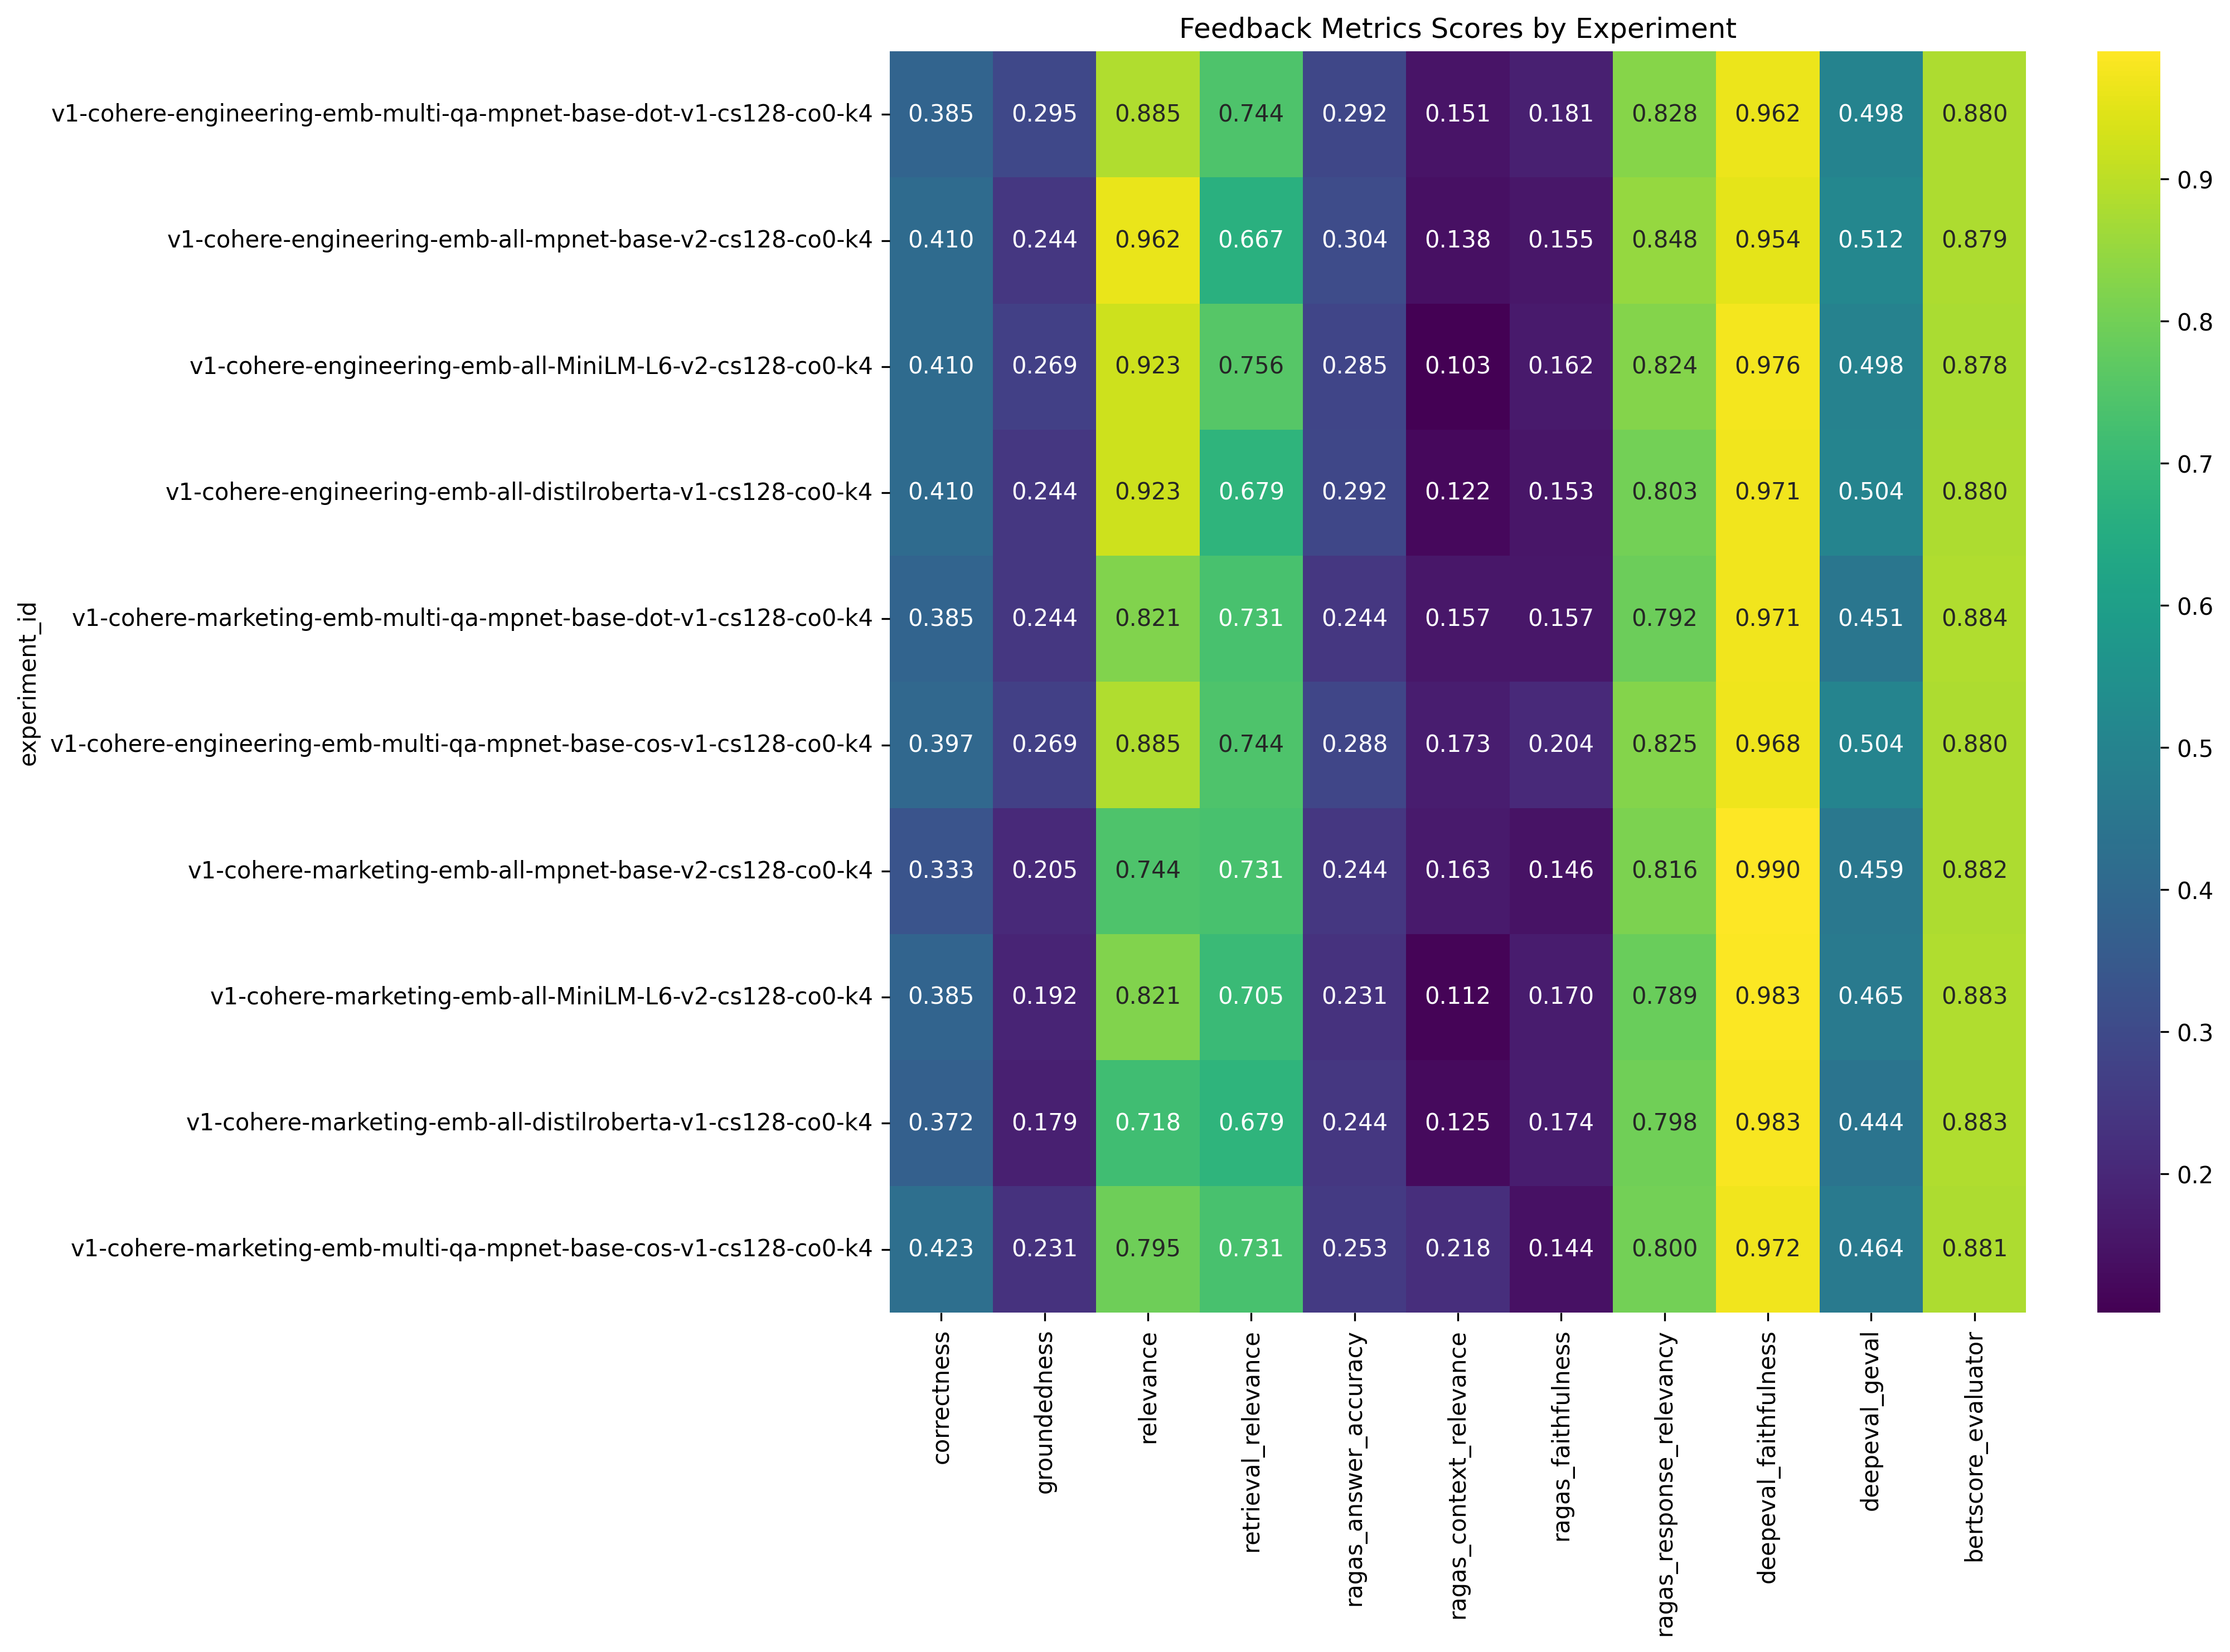 Feedback Metrics Scores by Experiment
experiment_id
v1-cohere-engineering-emb-multi-qa-mpnet-base-dot-v1-cs128-co0-k4 0.385 0.295 0.885 0.744 0.292 0.151 0.181 0.828 0.962 0.498 0.880
v1-cohere-engineering-emb-all-mpnet-base-v2-cs128-co0-k4 0.410 0.244 0.962 0.667 0.304 0.138 0.155 0.848 0.954 0.512 0.879
v1-cohere-engineering-emb-all-MiniLM-L6-v2-cs128-co0-k4 0.410 0.269 0.923 0.756 0.285 0.103 0.162 0.824 0.976 0.498 0.878
v1-cohere-engineering-emb-all-distilroberta-v1-cs128-co0-k4 0.410 0.244 0.923 0.679 0.292 0.122 0.153 0.803 0.971 0.504 0.880
v1-cohere-marketing-emb-multi-qa-mpnet-base-dot-v1-cs128-co0-k4 0.385 0.244 0.821 0.731 0.244 0.157 0.157 0.792 0.971 0.451 0.884
v1-cohere-engineering-emb-multi-qa-mpnet-base-cos-v1-cs128-co0-k4 0.397 0.269 0.885 0.744 0.288 0.173 0.204 0.825 0.968 0.504 0.880
v1-cohere-marketing-emb-all-mpnet-base-v2-cs128-co0-k4 0.333 0.205 0.744 0.731 0.244 0.163 0.146 0.816 0.990 0.459 0.882
v1-cohere-marketing-emb-all-MiniLM-L6-v2-cs128-co0-k4 0.385 0.192 0.821 0.705 0.231 0.112 0.170 0.789 0.983 0.465 0.883
v1-cohere-marketing-emb-all-distilroberta-v1-cs128-co0-k4 0.372 0.179 0.718 0.679 0.244 0.125 0.174 0.798 0.983 0.444 0.883
v1-cohere-marketing-emb-multi-qa-mpnet-base-cos-v1-cs128-co0-k4 0.423 0.231 0.795 0.731 0.253 0.218 0.144 0.800 0.972 0.464 0.881
correctness
groundedness
relevance
retrieval_relevance
ragas_answer_accuracy
ragas_context_relevance
ragas_faithfulness
ragas_response_relevancy
deepeval_faithfulness
deepeval_geval
bertscore_evaluator
0.9
0.8
0.7
0.6
0.5
0.4
0.3
0.2